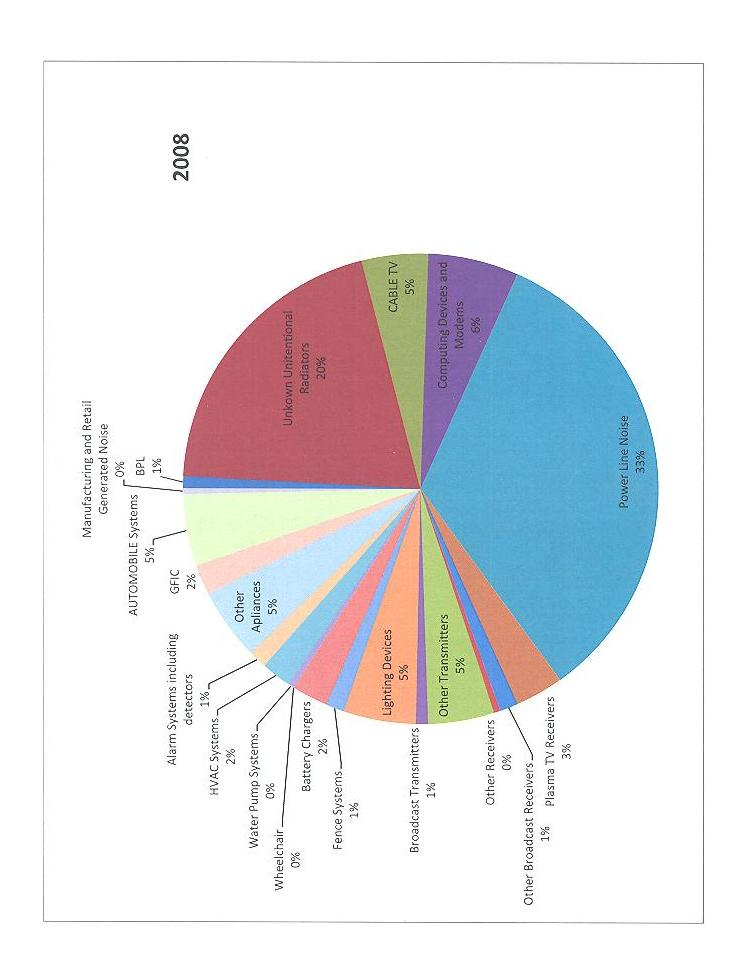 2008
Manufacturing and Retail
Generated Noise
0%
BPL
1%
Unkown Unitentional
Radiators
20%
CABLE TV
5%
Computing Devices and
Modems
6%
Power Line Noise
33%
Plasma TV Receivers
3%
Other Broadcast Receivers
1%
Other Receivers
0%
Other Transmitters
5%
Broadcast Transmitters
1%
Lighting Devices
5%
Fence Systems
1%
Battery Chargers
2%
Wheelchair
0%
Water Pump Systems
0%
HVAC Systems
2%
Alarm Systems including
detectors
1%
Other
Apliances
5%
GFIC
2%
AUTOMOBILE Systems
5%